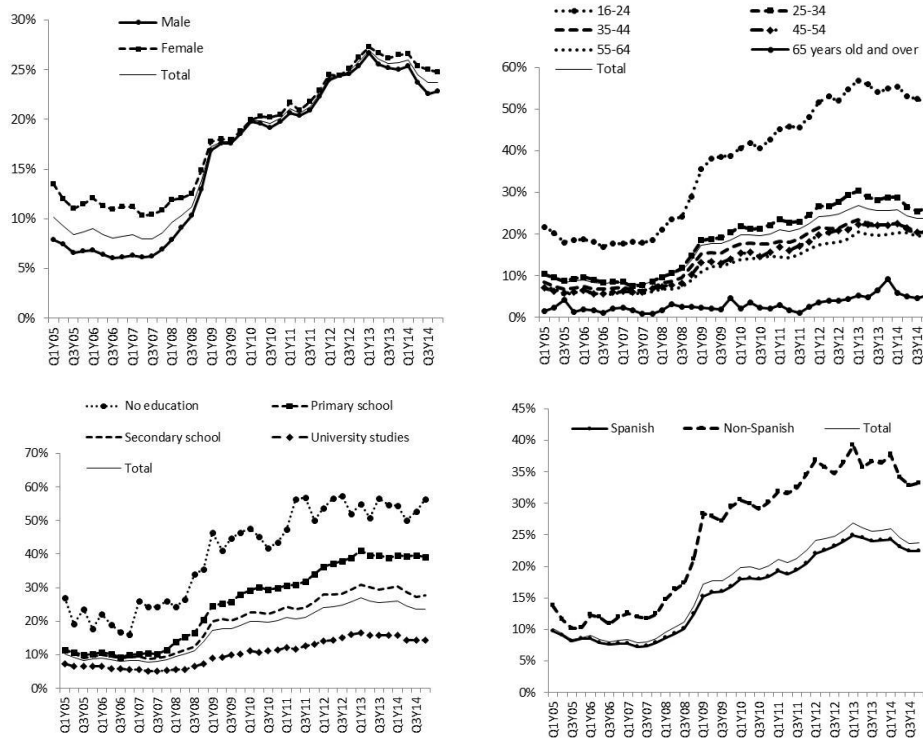 Male
Female
Total
30%
25%
20%
15%
10%
5%
0%
Q1Y05
Q3Y05
Q1Y06
Q3Y06
Q1Y07
Q3Y07
Q1Y08
Q3Y08
Q1Y09
Q3Y09
Q1Y10
Q3Y10
Q1Y11
Q3Y11
Q1Y12
Q3Y12
Q1Y13
Q3Y13
Q1Y14
Q3Y14
16-24 25-34
35-44 45-54
55-64 65 years old and over
Total
60%
50%
40%
30%
20%
10%
0%
Q1Y05
Q3Y05
Q1Y06
Q3Y06
Q1Y07
Q3Y07
Q1Y08
Q3Y08
Q1Y09
Q3Y09
Q1Y10
Q3Y10
Q1Y11
Q3Y11
Q1Y12
Q3Y12
Q1Y13
Q3Y13
Q1Y14
Q3Y14
No education Primary school
Secondary school University studies
Total
70%
60%
50%
40%
30%
20%
10%
0%
Q1Y05
Q3Y05
Q1Y06
Q3Y06
Q1Y07
Q3Y07
Q1Y08
Q3Y08
Q1Y09
Q3Y09
Q1Y10
Q3Y10
Q1Y11
Q3Y11
Q1Y12
Q3Y12
Q1Y13
Q3Y13
Q1Y14
Q3Y14
Spanish Non-Spanish Total
45%
40%
35%
30%
25%
20%
15%
10%
5%
0%
Q1Y05
Q3Y05
Q1Y06
Q3Y06
Q1Y07
Q3Y07
Q1Y08
Q3Y08
Q1Y09
Q3Y09
Q1Y10
Q3Y10
Q1Y11
Q3Y11
Q1Y12
Q3Y12
Q1Y13
Q3Y13
Q1Y14
Q3Y14